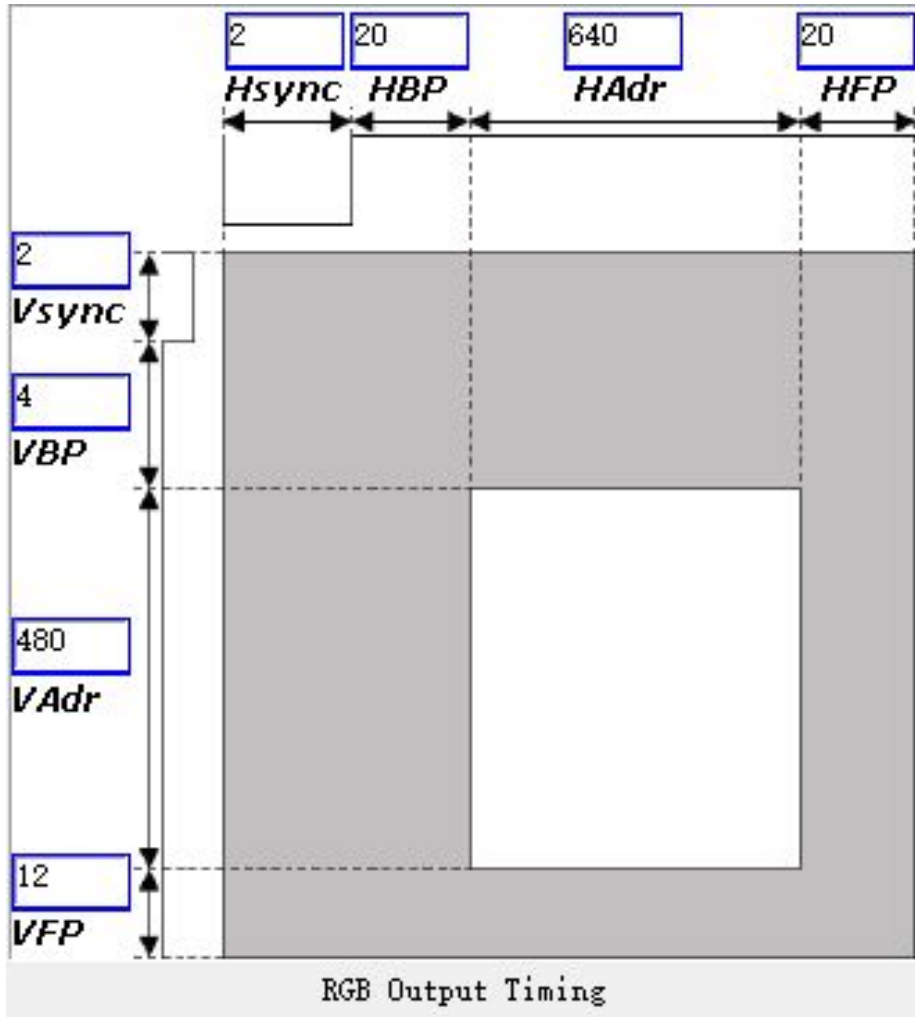 2 20 640 20
Hsync HBP HAdr HFP
2
Vsync
4
VBP
480
VAdr
12
VFP
RGB Output Timing